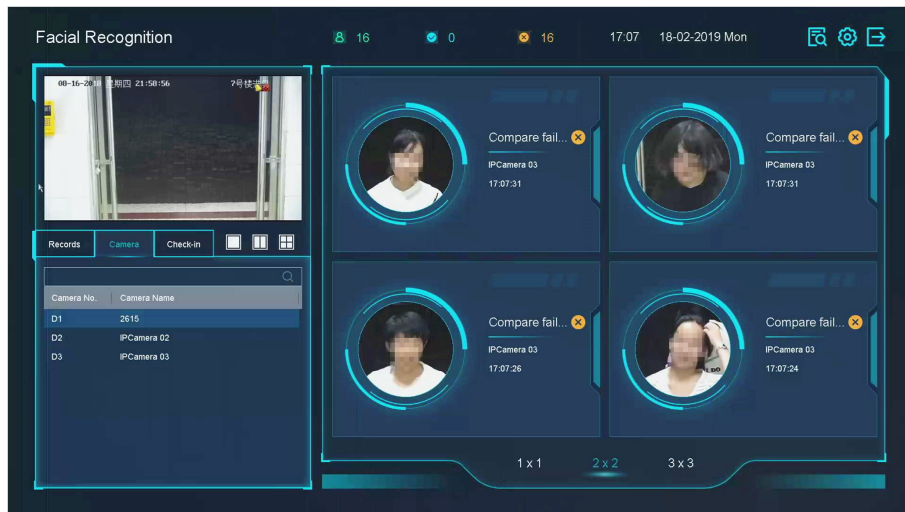 Facial Recognition
16
0
16
17:07
18-02-2019 Mon
星期四 21:58:56
7号楼
Compare fail...
IPCamera 03
17:07:31
Compare fail...
IPCamera 03
17:07:31
Records
Camera
Check-in
Camera No.
Camera Name
D1
2615
D2
IPCamera 02
D3
IPCamera 03
Compare fail...
IPCamera 03
17:07:26
Compare fail...
IPCamera 03
17:07:24
1 x 1
2 x 2
3 x 3